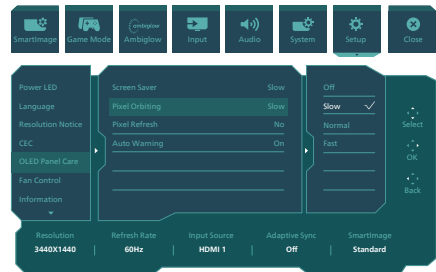 ambiglow
SmartImage Game Mode Ambiglow Input Audio System Setup Close
Power LED Screen Saver Slow Off
Language Pixel Orbiting Slow Slow
Resolution Notice Pixel Refresh No Normal Select
CEC Auto Warning On Fast
OK
OLED Panel Care
Fan Control
Back
Information
Resolution Refresh Rate Input Source Adaptive Sync SmartImage
3440X1440 60Hz HDMI 1 Off Standard